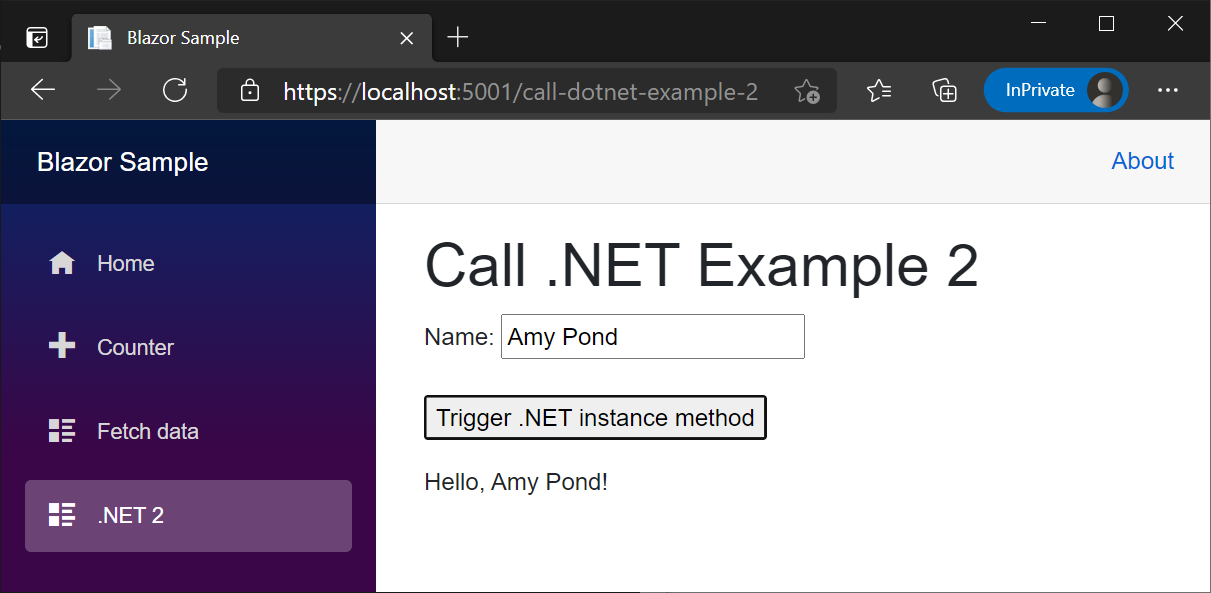 Blazor Sample
https://localhost:5001/call-dotnet-example-2
InPrivate
Blazor Sample
About
Home
Counter
Fetch data
.NET 2
Call .NET Example 2
Name: Amy Pond
Trigger .NET instance method
Hello, Amy Pond!